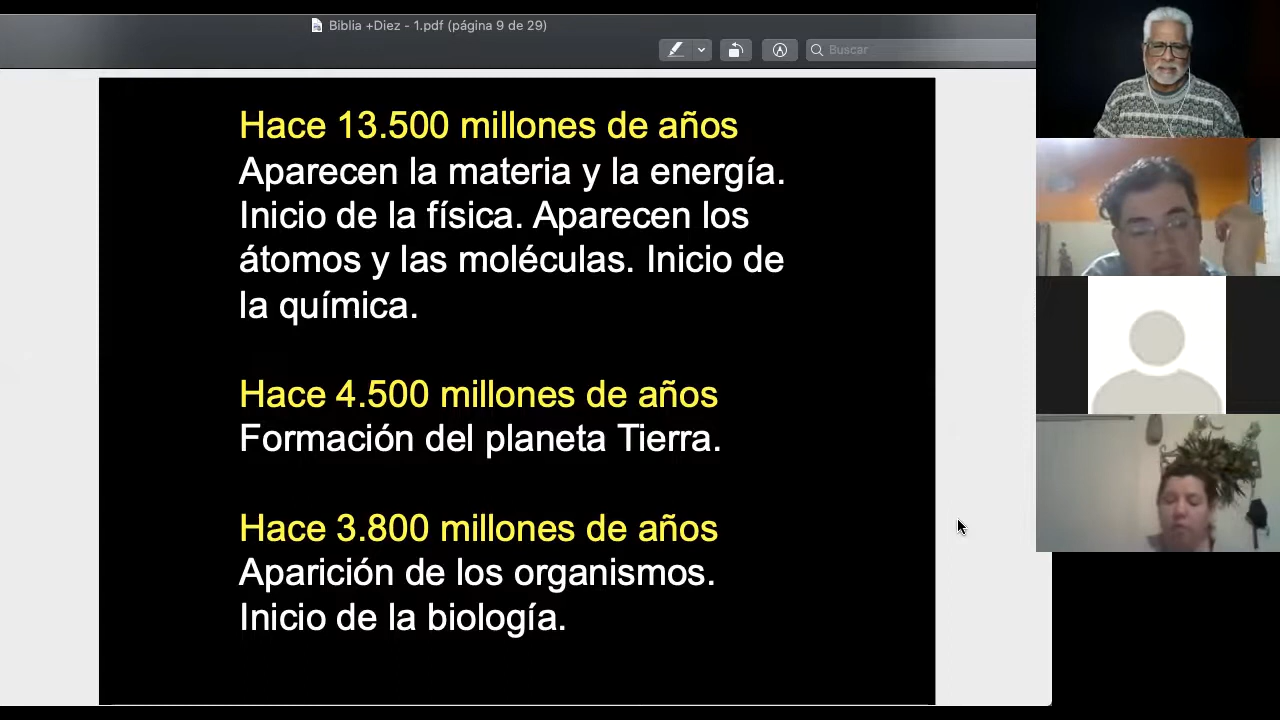 Biblia +Diez - 1.pdf (página 9 de 29)
Buscar
Hace 13.500 millones de años
Aparecen la materia y la energía.
Inicio de la física. Aparecen los
átomos y las moléculas. Inicio de
la química.
Hace 4.500 millones de años
Formación del planeta Tierra.
Hace 3.800 millones de años
Aparición de los organismos.
Inicio de la biología.